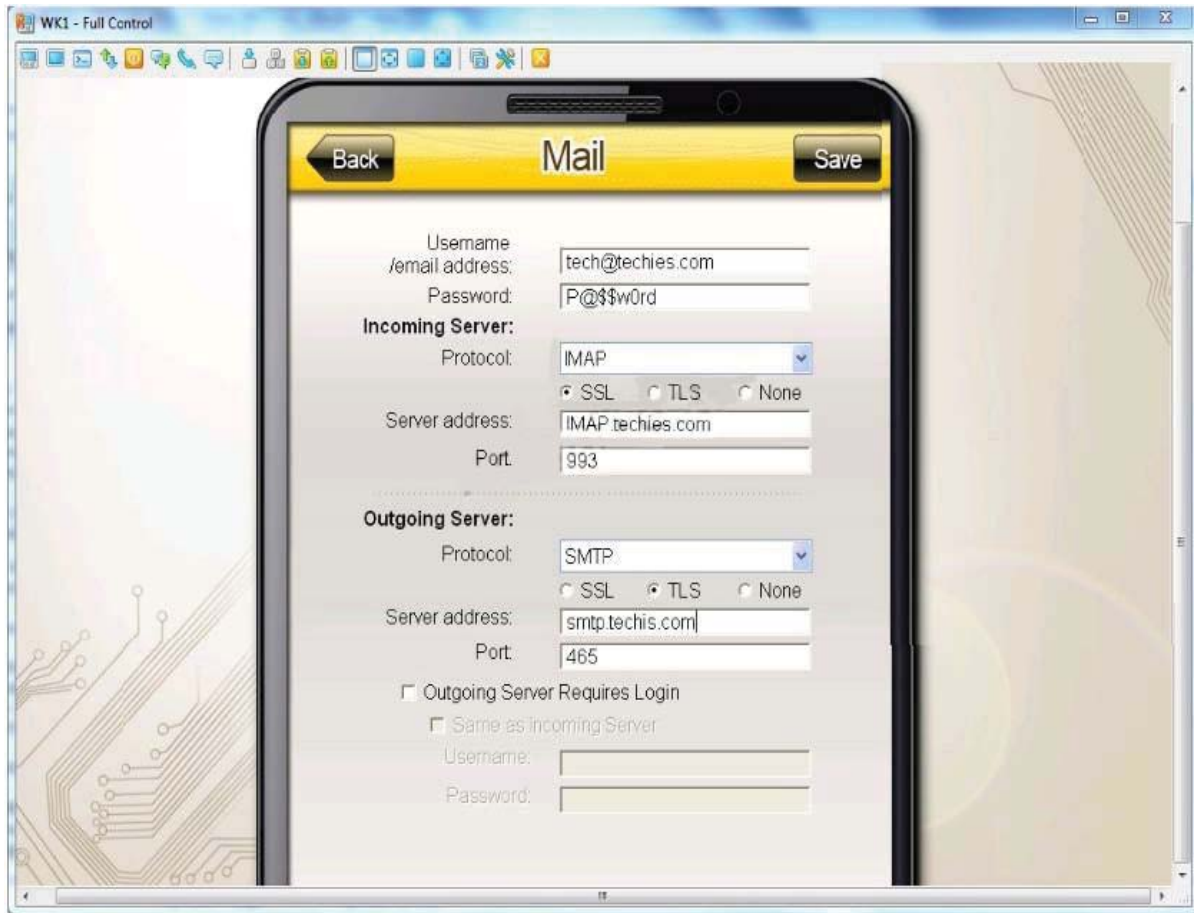 WK1 - Full Control
Back
Mail
Save
Username
/email address:
tech@techies.com
Password:
P@$$w0rd
Incoming Server:
Protocol:
IMAP
SSL TLS None
Server address:
IMAP.techies.com
Port.
993
Outgoing Server:
Protocol:
SMTP
SSL TLS None
Server address:
smtp.techis.com
Port:
465
Outgoing Server Requires Login
Same as incoming Server
Username:
Password: